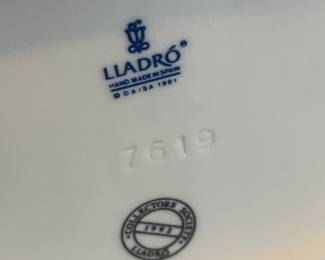 LLADRÓ®
HAND MADE IN SPAIN
© DAISA 1991
7619
COLLECTORS SOCIETY
1992
LLADRÓ